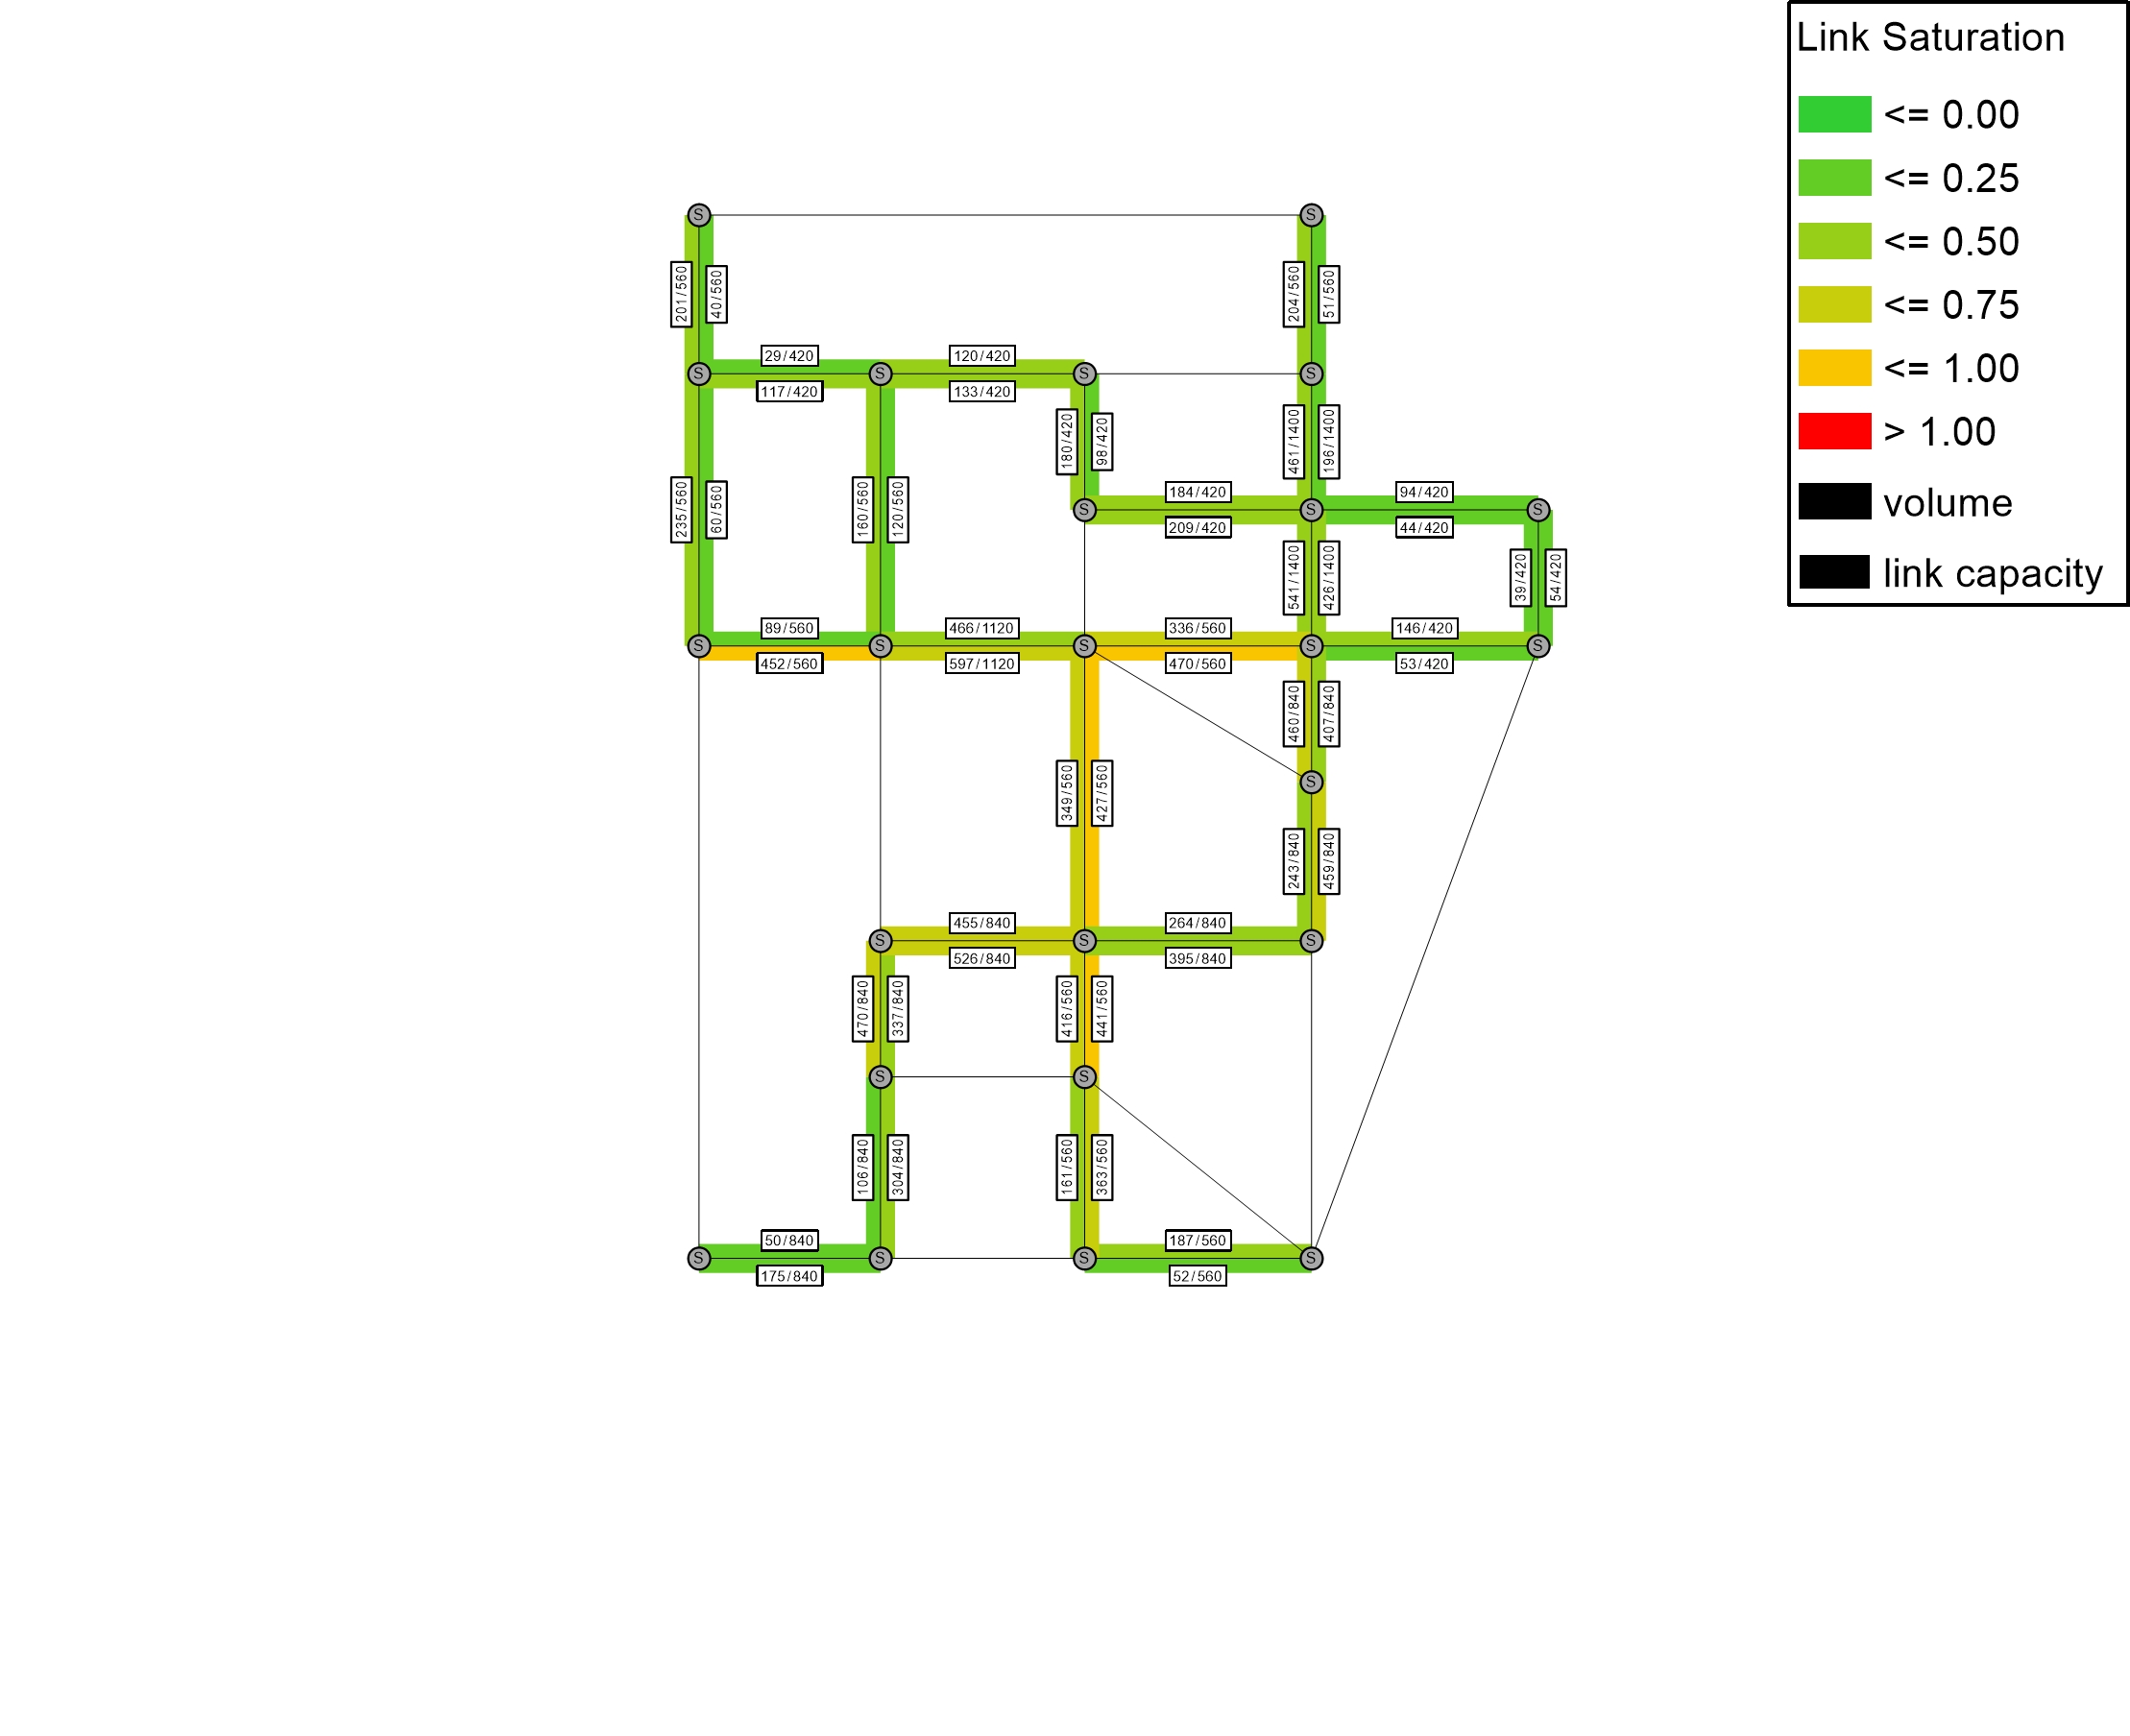 Link Saturation
<= 0.00
<= 0.25
<= 0.50
<= 0.75
<= 1.00
> 1.00
volume
link capacity
S
S
201/560
40/560
204/560
51/560
29/420
120/420
S
S
S
S
117/420
133/420
180/420
98/420
461/1400
196/1400
235/560
60/560
160/560
120/560
184/420
94/420
S
S
S
209/420
44/420
541/1400
426/1400
39/420
54/420
89/560
466/1120
336/560
146/420
S
S
S
S
S
452/560
597/1120
470/560
53/420
460/840
407/840
S
349/560
427/560
243/840
459/840
455/840
264/840
S
S
S
526/840
395/840
470/840
337/840
416/560
441/560
S
S
106/840
304/840
161/560
363/560
50/840
187/560
S
S
S
S
175/840
52/560